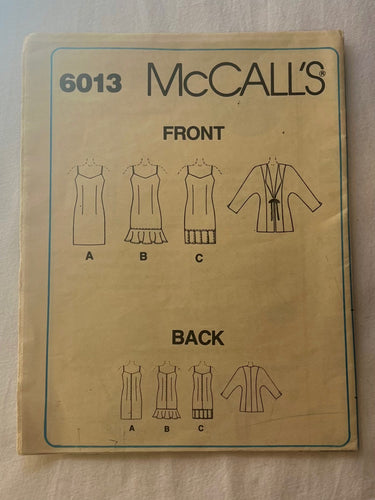 6013 McCALL'S®
FRONT
A B C
BACK
A B C